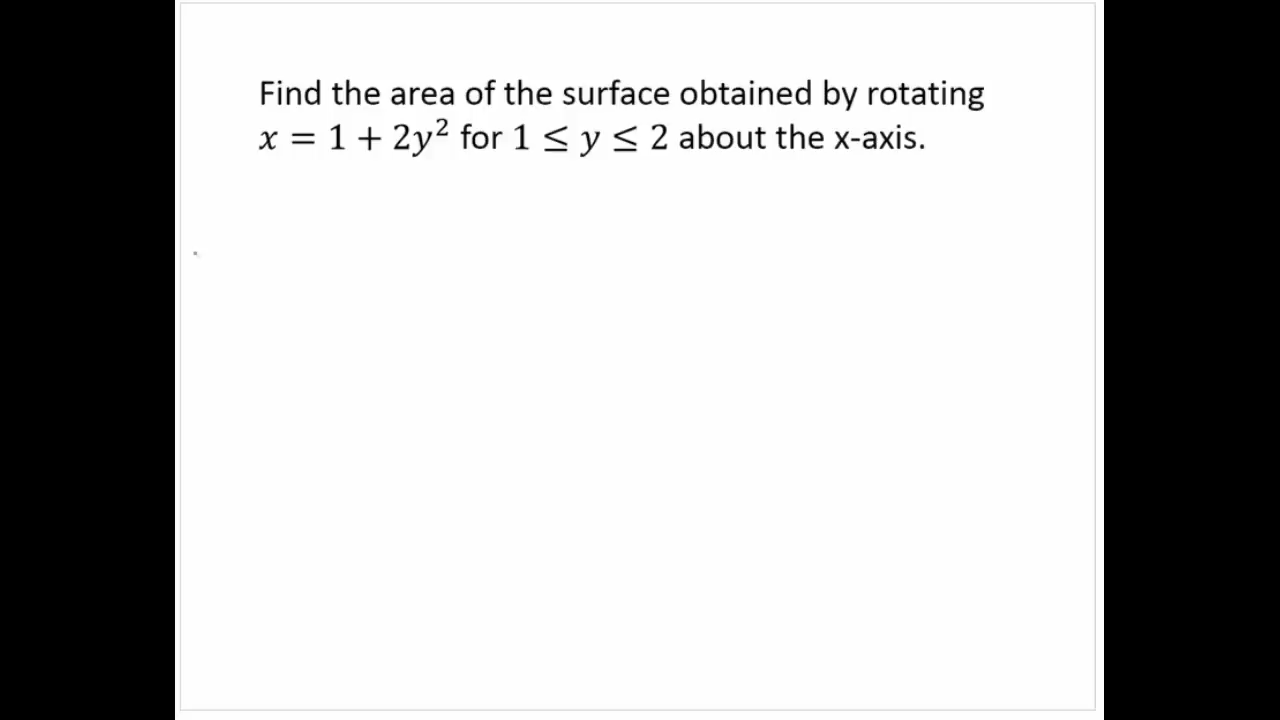 Find the area of the surface obtained by rotating
𝑥 = 1 + 2𝑦² for 1 ≤ 𝑦 ≤ 2 about the x-axis.